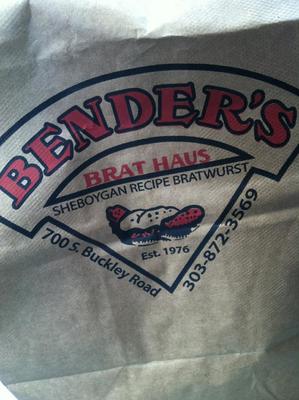 BENDER'S
BRAT HAUS
SHEBOYGAN RECIPE BRATWURST
Est. 1976
700 S. Buckley Road
303-872-3569